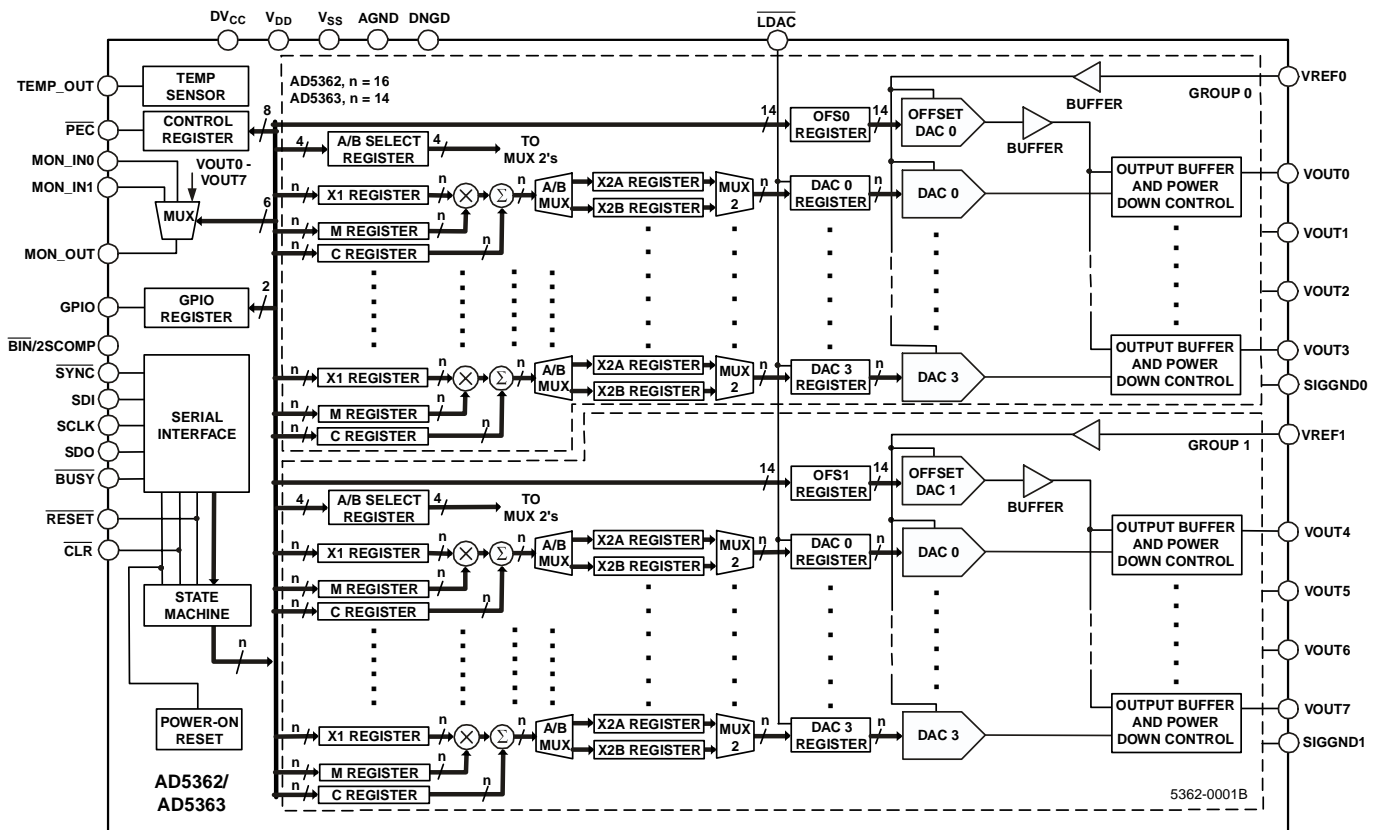 DVCC VDD VSS AGND DNGD LDAC
TEMP_OUT
TEMP
SENSOR
PEC
CONTROL
REGISTER
8
MON_IN0
MON_IN1
VOUT0 -
VOUT7
MUX
6
MON_OUT
GPIO
GPIO
REGISTER
2
BIN/2SCOMP
SYNC
SDI
SCLK
SDO
BUSY
SERIAL
INTERFACE
RESET
CLR
STATE
MACHINE
n
POWER-ON
RESET
AD5362/
AD5363
AD5362, n = 16
AD5363, n = 14
14
OFS0
REGISTER
14
OFFSET
DAC 0
BUFFER
BUFFER
GROUP 0
VREF0
4
A/B SELECT
REGISTER
4
TO
MUX 2's
n
X1 REGISTER
n
n
M REGISTER
n
n
C REGISTER
n
×
Σ
n
A/B
MUX
X2A REGISTER
X2B REGISTER
MUX
2
n
DAC 0
REGISTER
n
DAC 0
OUTPUT BUFFER
AND POWER
DOWN CONTROL
VOUT0
VOUT1
VOUT2
n
X1 REGISTER
n
n
M REGISTER
n
n
C REGISTER
n
×
Σ
n
A/B
MUX
X2A REGISTER
X2B REGISTER
MUX
2
n
DAC 3
REGISTER
n
DAC 3
OUTPUT BUFFER
AND POWER
DOWN CONTROL
VOUT3
SIGGND0
VREF1
GROUP 1
14
OFS1
REGISTER
14
OFFSET
DAC 1
BUFFER
4
A/B SELECT
REGISTER
4
TO
MUX 2's
n
X1 REGISTER
n
n
M REGISTER
n
n
C REGISTER
n
×
Σ
n
A/B
MUX
X2A REGISTER
X2B REGISTER
MUX
2
n
DAC 0
REGISTER
n
DAC 0
OUTPUT BUFFER
AND POWER
DOWN CONTROL
VOUT4
VOUT5
VOUT6
n
X1 REGISTER
n
n
M REGISTER
n
n
C REGISTER
n
×
Σ
n
A/B
MUX
X2A REGISTER
X2B REGISTER
MUX
2
n
DAC 3
REGISTER
n
DAC 3
OUTPUT BUFFER
AND POWER
DOWN CONTROL
VOUT7
SIGGND1
5362-0001B